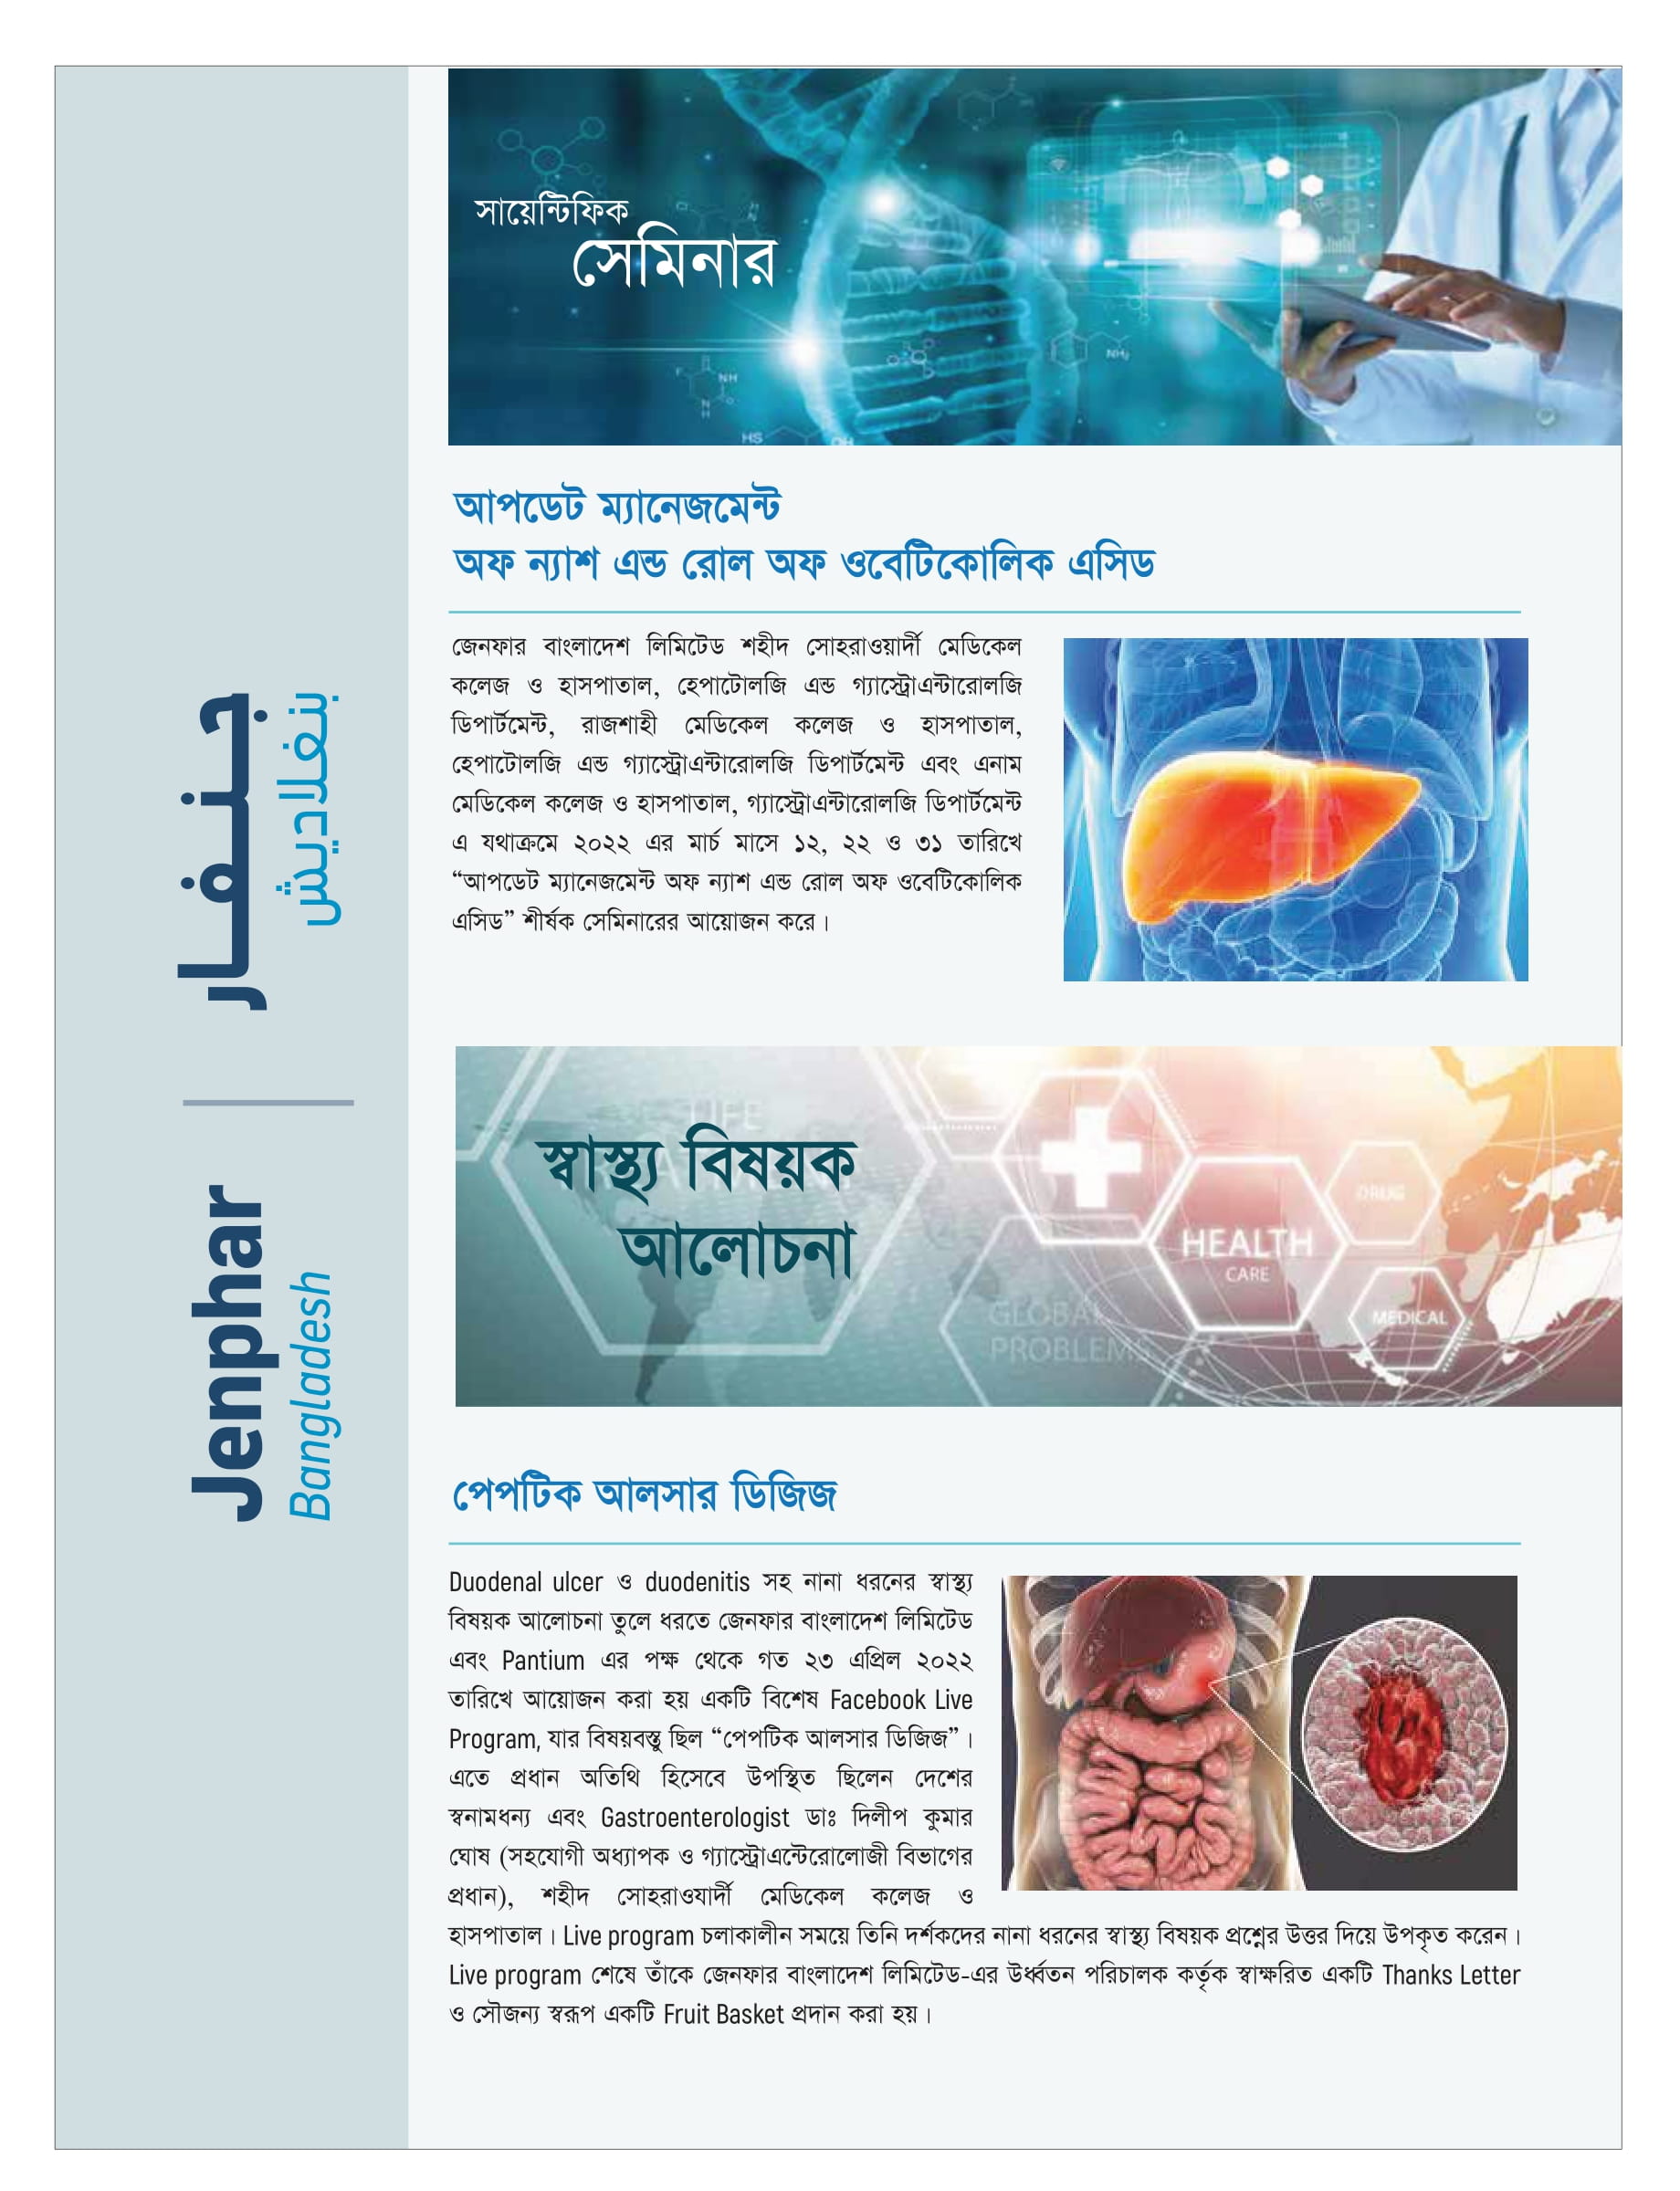 সায়েন্টিফিক
সেমিনার
আপডেট ম্যানেজমেন্ট
অফ ন্যাশ এন্ড রোল অফ ওবেটিকোলিক এসিড
জেনফার বাংলাদেশ লিমিটেড শহীদ সোহরাওয়ার্দী মেডিকেল
কলেজ ও হাসপাতাল, হেপাটোলজি এন্ড গ্যাস্ট্রোএন্টারোলজি
ডিপার্টমেন্ট, রাজশাহী মেডিকেল কলেজ ও হাসপাতাল,
হেপাটোলজি এন্ড গ্যাস্ট্রোএন্টারোলজি ডিপার্টমেন্ট এবং এনাম
মেডিকেল কলেজ ও হাসপাতাল, গ্যাস্ট্রোএন্টারোলজি ডিপার্টমেন্ট
এ যথাক্রমে ২০২২ এর মার্চ মাসে ১২, ২২ ও ৩১ তারিখে
“আপডেট ম্যানেজমেন্ট অফ ন্যাশ এন্ড রোল অফ ওবেটিকোলিক
এসিড” শীর্ষক সেমিনারের আয়োজন করে।
جنفار
بنغلاديش
Jenphar
Bangladesh
LIFE
স্বাস্থ্য বিষয়ক
আলোচনা
DRUG
HEALTH
CARE
MEDICAL
GLOBAL
PROBLEMS
পেপটিক আলসার ডিজিজ
Duodenal ulcer ও duodenitis সহ নানা ধরনের স্বাস্থ্য
বিষয়ক আলোচনা তুলে ধরতে জেনফার বাংলাদেশ লিমিটেড
এবং Pantium এর পক্ষ থেকে গত ২৩ এপ্রিল ২০২২
তারিখে আয়োজন করা হয় একটি বিশেষ Facebook Live
Program, যার বিষয়বস্তু ছিল “পেপটিক আলসার ডিজিজ”।
এতে প্রধান অতিথি হিসেবে উপস্থিত ছিলেন দেশের
স্বনামধন্য এবং Gastroenterologist ডাঃ দিলীপ কুমার
ঘোষ (সহযোগী অধ্যাপক ও গ্যাস্ট্রোএন্টেরোলোজী বিভাগের
প্রধান), শহীদ সোহরাওযার্দী মেডিকেল কলেজ ও
হাসপাতাল। Live program চলাকালীন সময়ে তিনি দর্শকদের নানা ধরনের স্বাস্থ্য বিষয়ক প্রশ্নের উত্তর দিয়ে উপকৃত করেন।
Live program শেষে তাঁকে জেনফার বাংলাদেশ লিমিটেড-এর উর্ধ্বতন পরিচালক কর্তৃক স্বাক্ষরিত একটি Thanks Letter
ও সৌজন্য স্বরূপ একটি Fruit Basket প্রদান করা হয়।